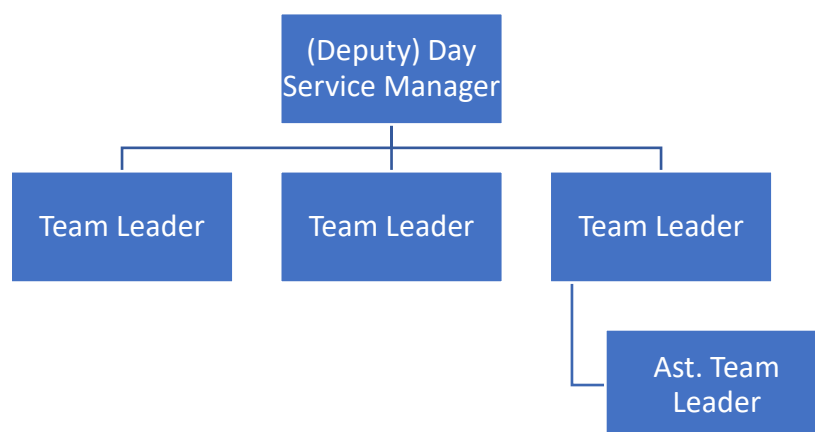 (Deputy) Day
Service Manager
Team Leader
Team Leader
Team Leader
Ast. Team
Leader